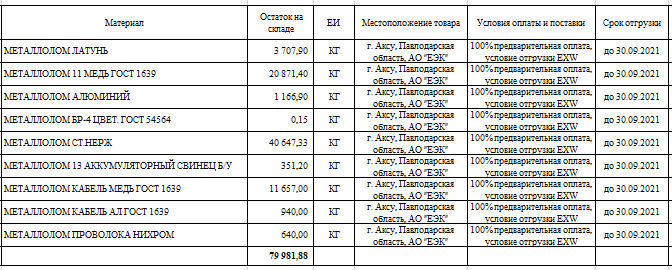 Материал Остаток на складе ЕИ Местоположение товара Условия оплаты и поставки Срок отгрузки
МЕТАЛЛОЛОМ ЛАТУНЬ 3 707,90 КГ г. Аксу, Павлодарская область, АО "ЕЭК" 100% предварительная оплата, условие отгрузки EXW до 30.09.2021
МЕТАЛЛОЛОМ 11 МЕДЬ ГОСТ 1639 20 871,40 КГ г. Аксу, Павлодарская область, АО "ЕЭК" 100% предварительная оплата, условие отгрузки EXW до 30.09.2021
МЕТАЛЛОЛОМ АЛЮМИНИЙ 1 166,90 КГ г. Аксу, Павлодарская область, АО "ЕЭК" 100% предварительная оплата, условие отгрузки EXW до 30.09.2021
МЕТАЛЛОЛОМ БР-4 ЦВЕТ. ГОСТ 54564 0,15 КГ г. Аксу, Павлодарская область, АО "ЕЭК" 100% предварительная оплата, условие отгрузки EXW до 30.09.2021
МЕТАЛЛОЛОМ СТ.НЕРЖ 40 647,33 КГ г. Аксу, Павлодарская область, АО "ЕЭК" 100% предварительная оплата, условие отгрузки EXW до 30.09.2021
МЕТАЛЛОЛОМ 13 АККУМУЛЯТОРНЫЙ СВИНЕЦ Б/У 351,20 КГ г. Аксу, Павлодарская область, АО "ЕЭК" 100% предварительная оплата, условие отгрузки EXW до 30.09.2021
МЕТАЛЛОЛОМ КАБЕЛЬ МЕДЬ ГОСТ 1639 11 657,00 КГ г. Аксу, Павлодарская область, АО "ЕЭК" 100% предварительная оплата, условие отгрузки EXW до 30.09.2021
МЕТАЛЛОЛОМ КАБЕЛЬ АЛ ГОСТ 1639 940,00 КГ г. Аксу, Павлодарская область, АО "ЕЭК" 100% предварительная оплата, условие отгрузки EXW до 30.09.2021
МЕТАЛЛОЛОМ ПРОВОЛОКА НИХРОМ 640,00 КГ г. Аксу, Павлодарская область, АО "ЕЭК" 100% предварительная оплата, условие отгрузки EXW до 30.09.2021
79 981,88